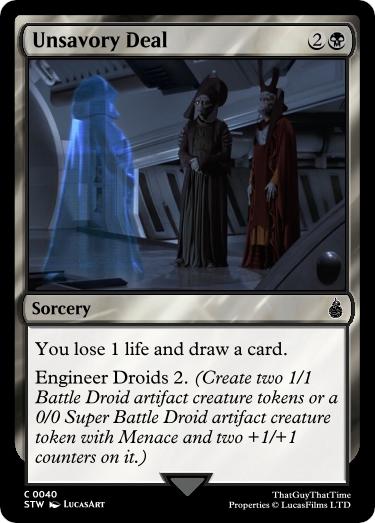 Unsavory Deal 2
Sorcery
You lose 1 life and draw a card.
Engineer Droids 2. (Create two 1/1
Battle Droid artifact creature tokens or a
0/0 Super Battle Droid artifact creature
token with Menace and two +1/+1
counters on it.)
C 0040 ThatGuyThatTime
STW LucasArt Properties © LucasFilms LTD